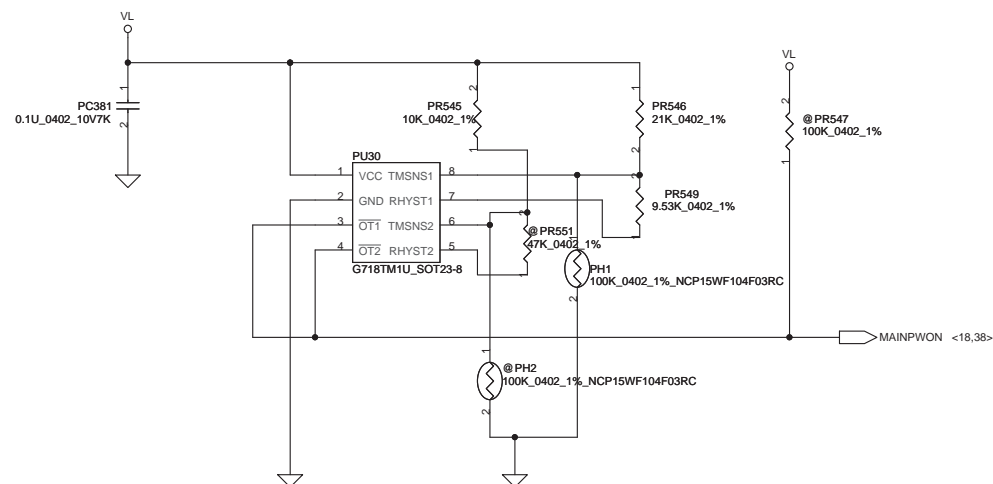 VL
VL
1
PC381
0.1U_0402_10V7K
2
2
PR545
10K_0402_1%
1
1
PR546
21K_0402_1%
2
2
@PR547
100K_0402_1%
1
PU30
1 VCC TMSNS1 8
2 GND RHYST1 7
3 OT1 TMSNS2 6
4 OT2 RHYST2 5
G718TM1U_SOT23-8
2
PR549
9.53K_0402_1%
1
2
@PR551
47K_0402_1%
1
1
PH1
100K_0402_1%_NCP15WF104F03RC
2
MAINPWON <18,38>
1
@PH2
100K_0402_1%_NCP15WF104F03RC
2